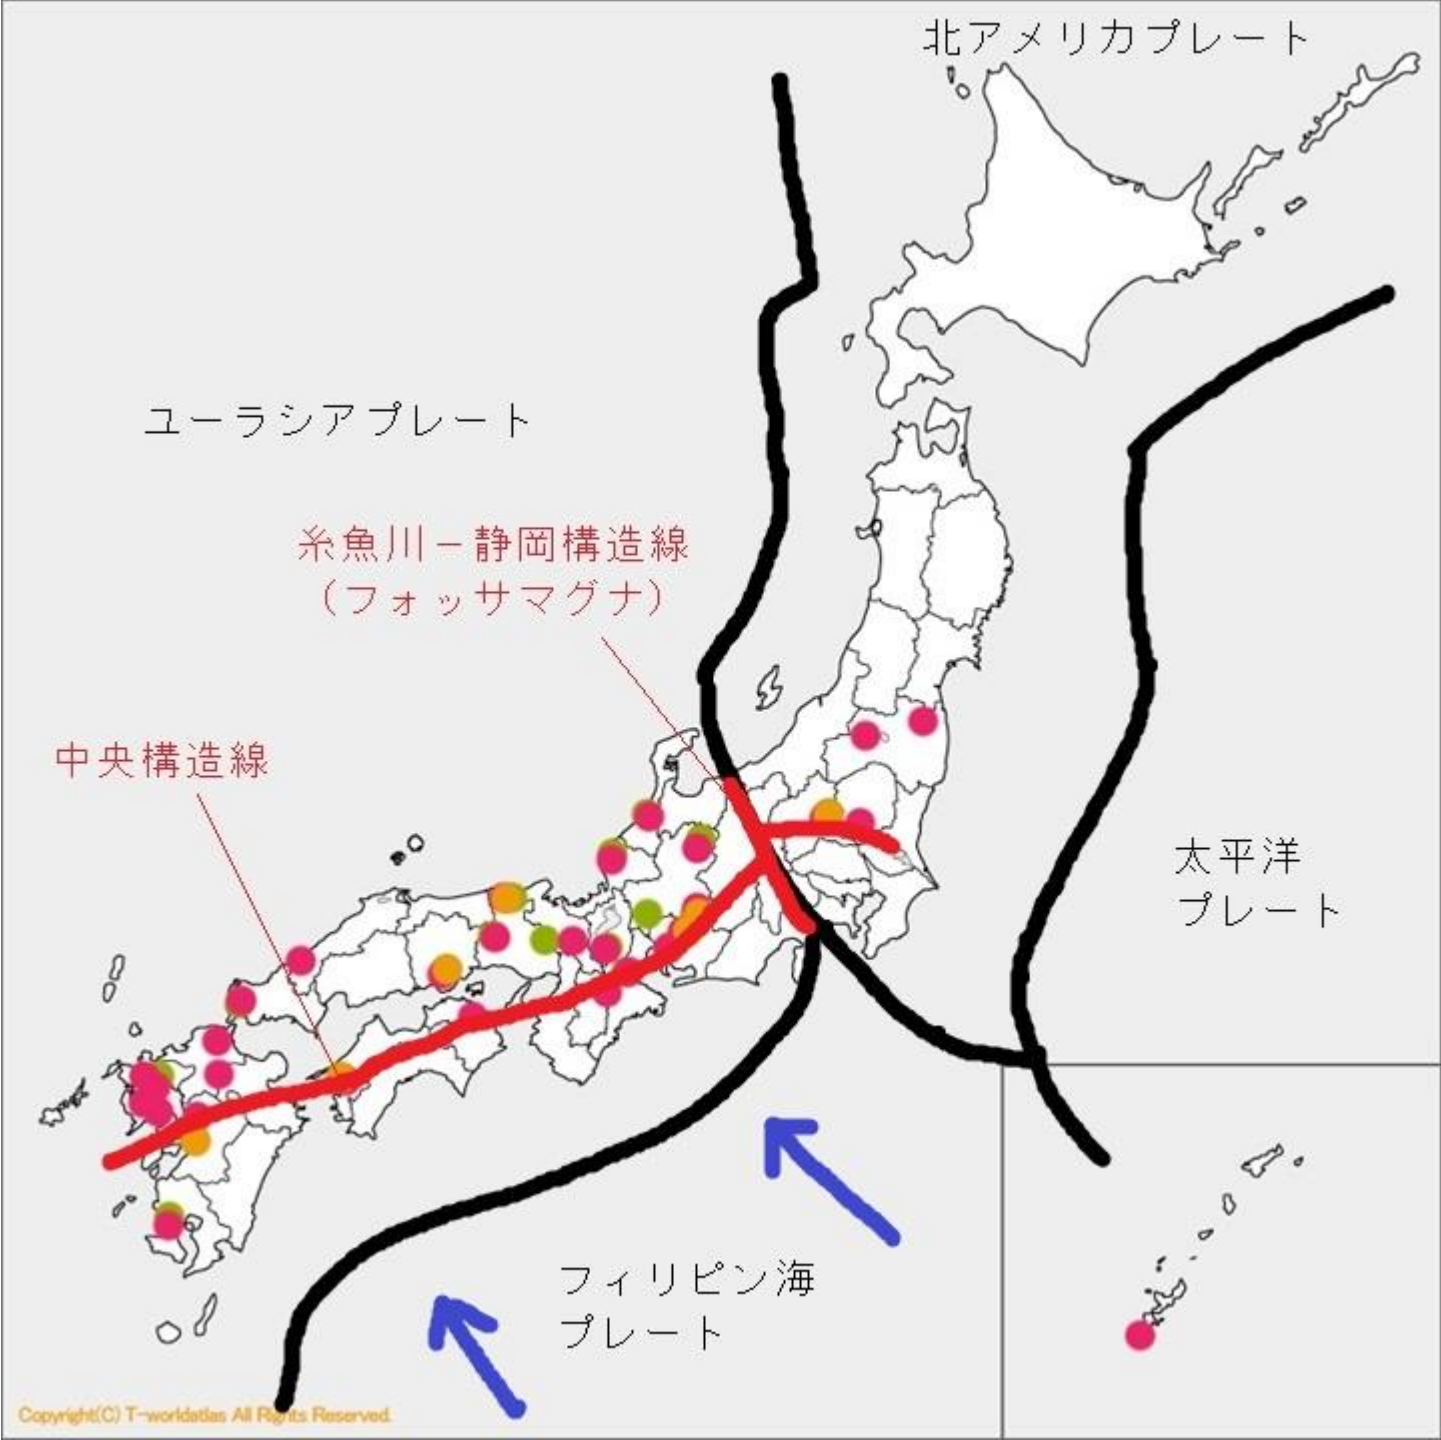 北アメリカプレート
ユーラシアプレート
糸魚川－静岡構造線
（フォッサマグナ）
中央構造線
太平洋
プレート
フィリピン海
プレート
Copyright(C) T-worldatlas All Rights Reserved.